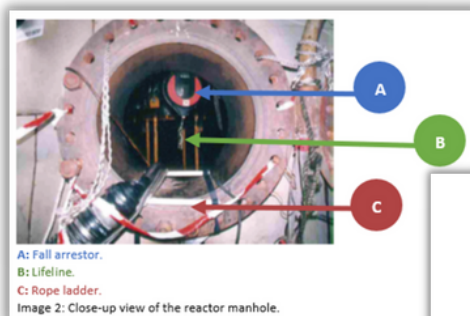 A
B
C
A: Fall arrestor.
B: Lifeline.
C: Rope ladder.
Image 2: Close-up view of the reactor manhole.